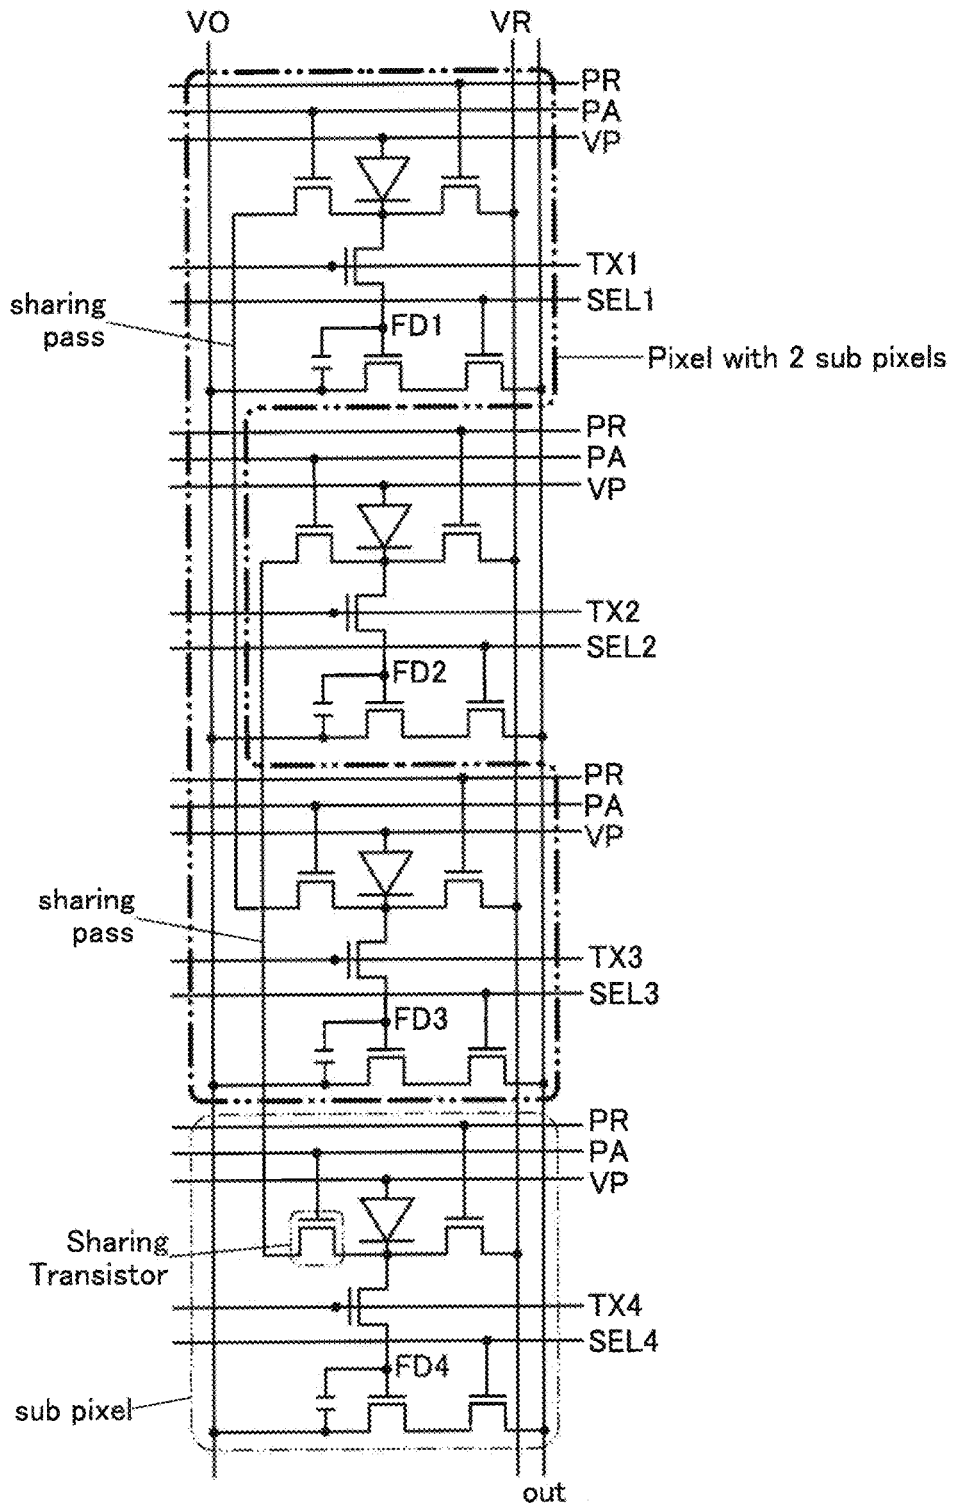 VO
VR
PR
PA
VP
TX1
sharing
pass
SEL1
FD1
Pixel with 2 sub pixels
PR
PA
VP
TX2
SEL2
FD2
PR
PA
VP
sharing
pass
TX3
SEL3
FD3
PR
PA
VP
Sharing
Transistor
TX4
SEL4
FD4
sub pixel
out